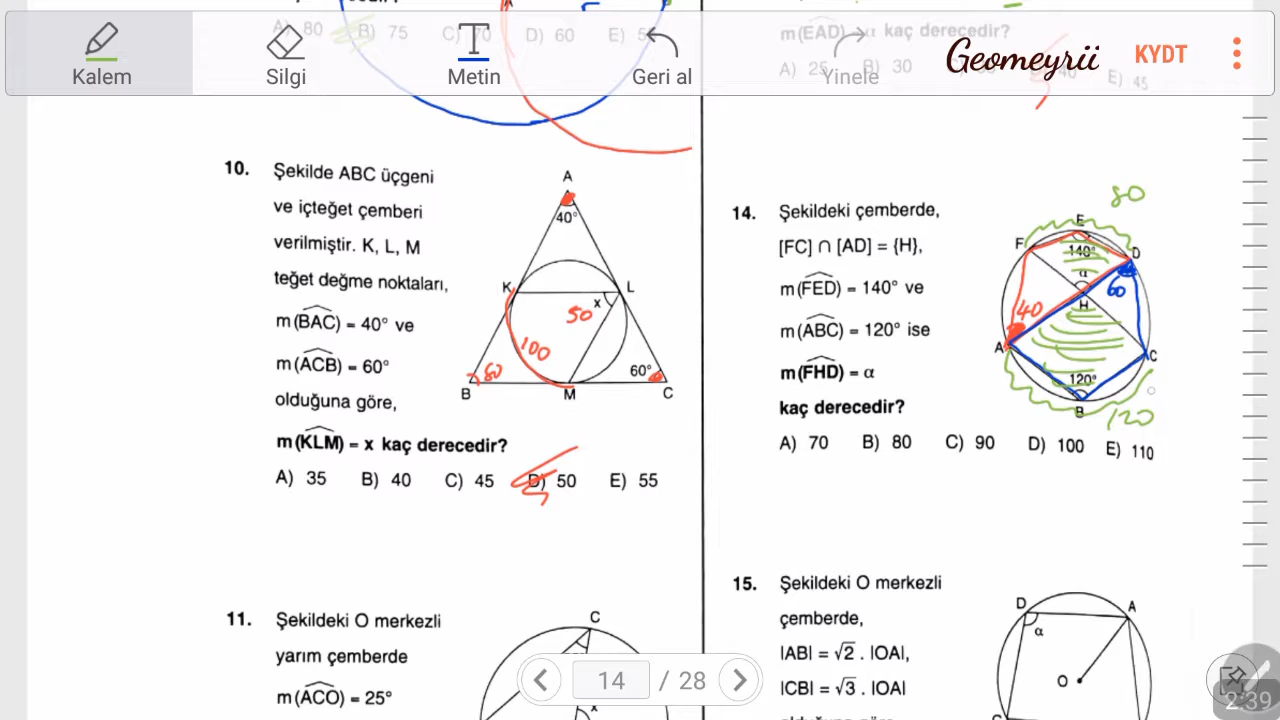 A) 80 B) 75 C) 70 D) 60
m(EAD) α kaç derecedir?
A) 25 B) 30 40 E) 45
Kalem
Silgi
Metin
Geri al
Yinele
Geomeyrii
KYDT
10. Şekilde ABC üçgeni
ve içteğet çemberi
verilmiştir. K, L, M
teğet değme noktaları,
m(BAC) = 40° ve
m(ACB) = 60°
olduğuna göre,
m(KLM) = x kaç derecedir?
A) 35 B) 40 C) 45 D) 50 E) 55
A
40°
K
L
x
50
100
80
60°
B
M
C
14. Şekildeki çemberde,
[FC] ∩ [AD] = {H},
m(FED) = 140° ve
m(ABC) = 120° ise
m(FHD) = α
kaç derecedir?
A) 70 B) 80 C) 90 D) 100 E) 110
80
E
F
140°
D
α
60
H
40
A
C
120°
B
120
11. Şekildeki O merkezli
yarım çemberde
m(ACO) = 25°
C
x
15. Şekildeki O merkezli
çemberde,
|AB| = √2 . |OA|,
|CB| = √3 . |OA|
D
A
α
O
14 / 28
2:39